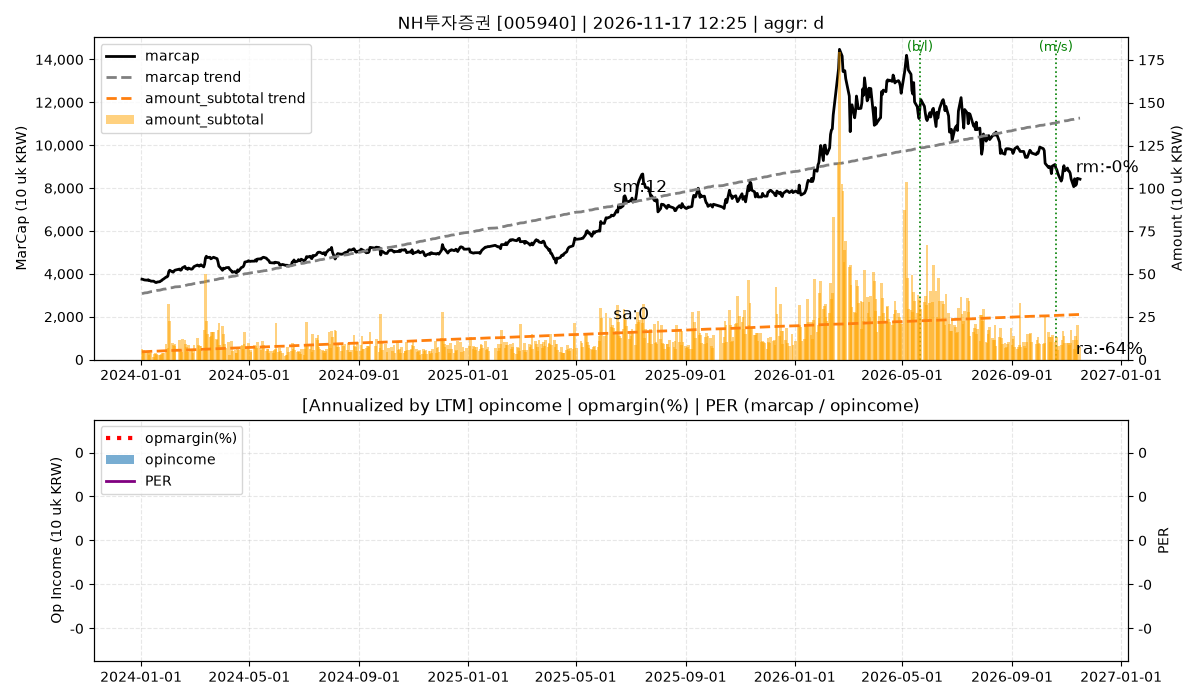 NH투자증권 [005940] | 2026-11-17 12:25 | aggr: d
marcap
marcap trend
amount_subtotal trend
amount_subtotal
(b/l)
(m/s)
sm:12
sa:0
rm:-0%
ra:-64%
MarCap (10 uk KRW)
14,000
12,000
10,000
8,000
6,000
4,000
2,000
0
Amount (10 uk KRW)
175
150
125
100
75
50
25
0
2024-01-01 2024-05-01 2024-09-01 2025-01-01 2025-05-01 2025-09-01 2026-01-01 2026-05-01 2026-09-01 2027-01-01
[Annualized by LTM] opincome | opmargin(%) | PER (marcap / opincome)
opmargin(%)
opincome
PER
Op Income (10 uk KRW)
0
0
0
-0
-0
PER
0
0
0
-0
-0
2024-01-01 2024-05-01 2024-09-01 2025-01-01 2025-05-01 2025-09-01 2026-01-01 2026-05-01 2026-09-01 2027-01-01